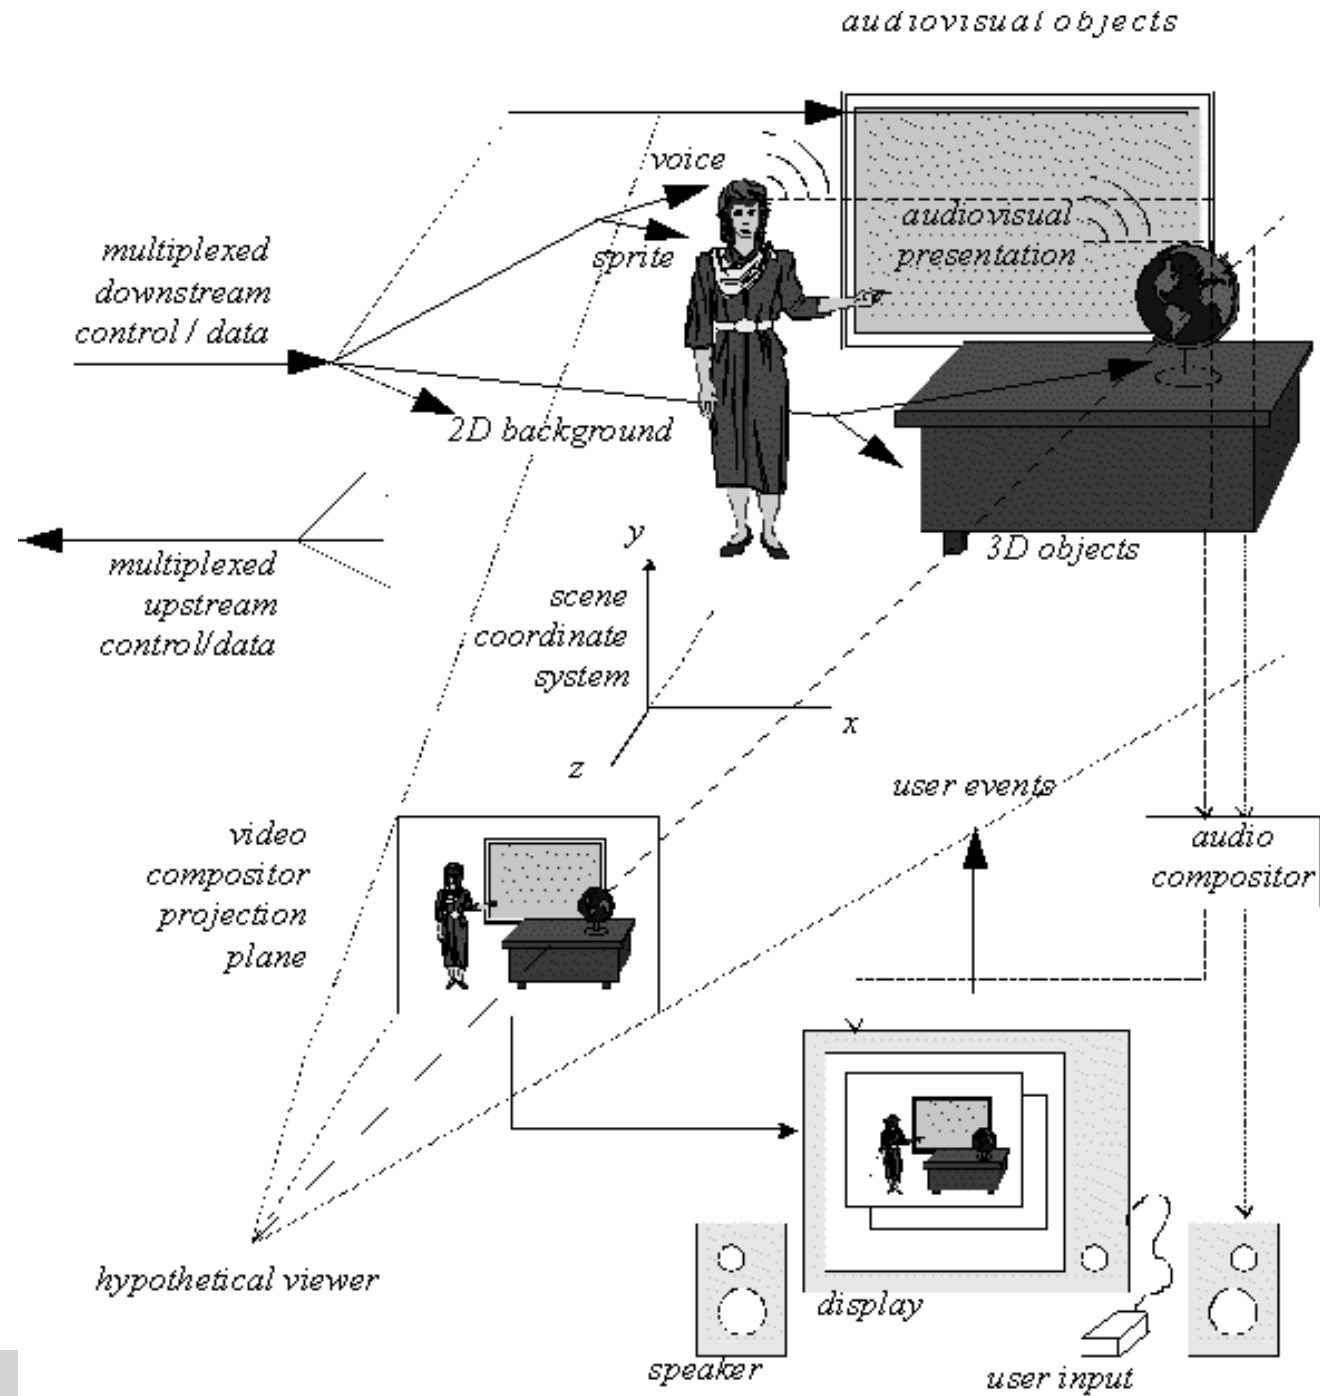 audiovisual objects
voice
sprite
audiovisual
presentation
multiplexed
downstream
control / data
2D background
3D objects
multiplexed
upstream
control/data
y
scene
coordinate
system
x
z
user events
audio
compositor
video
compositor
projection
plane
hypothetical viewer
display
speaker
user input